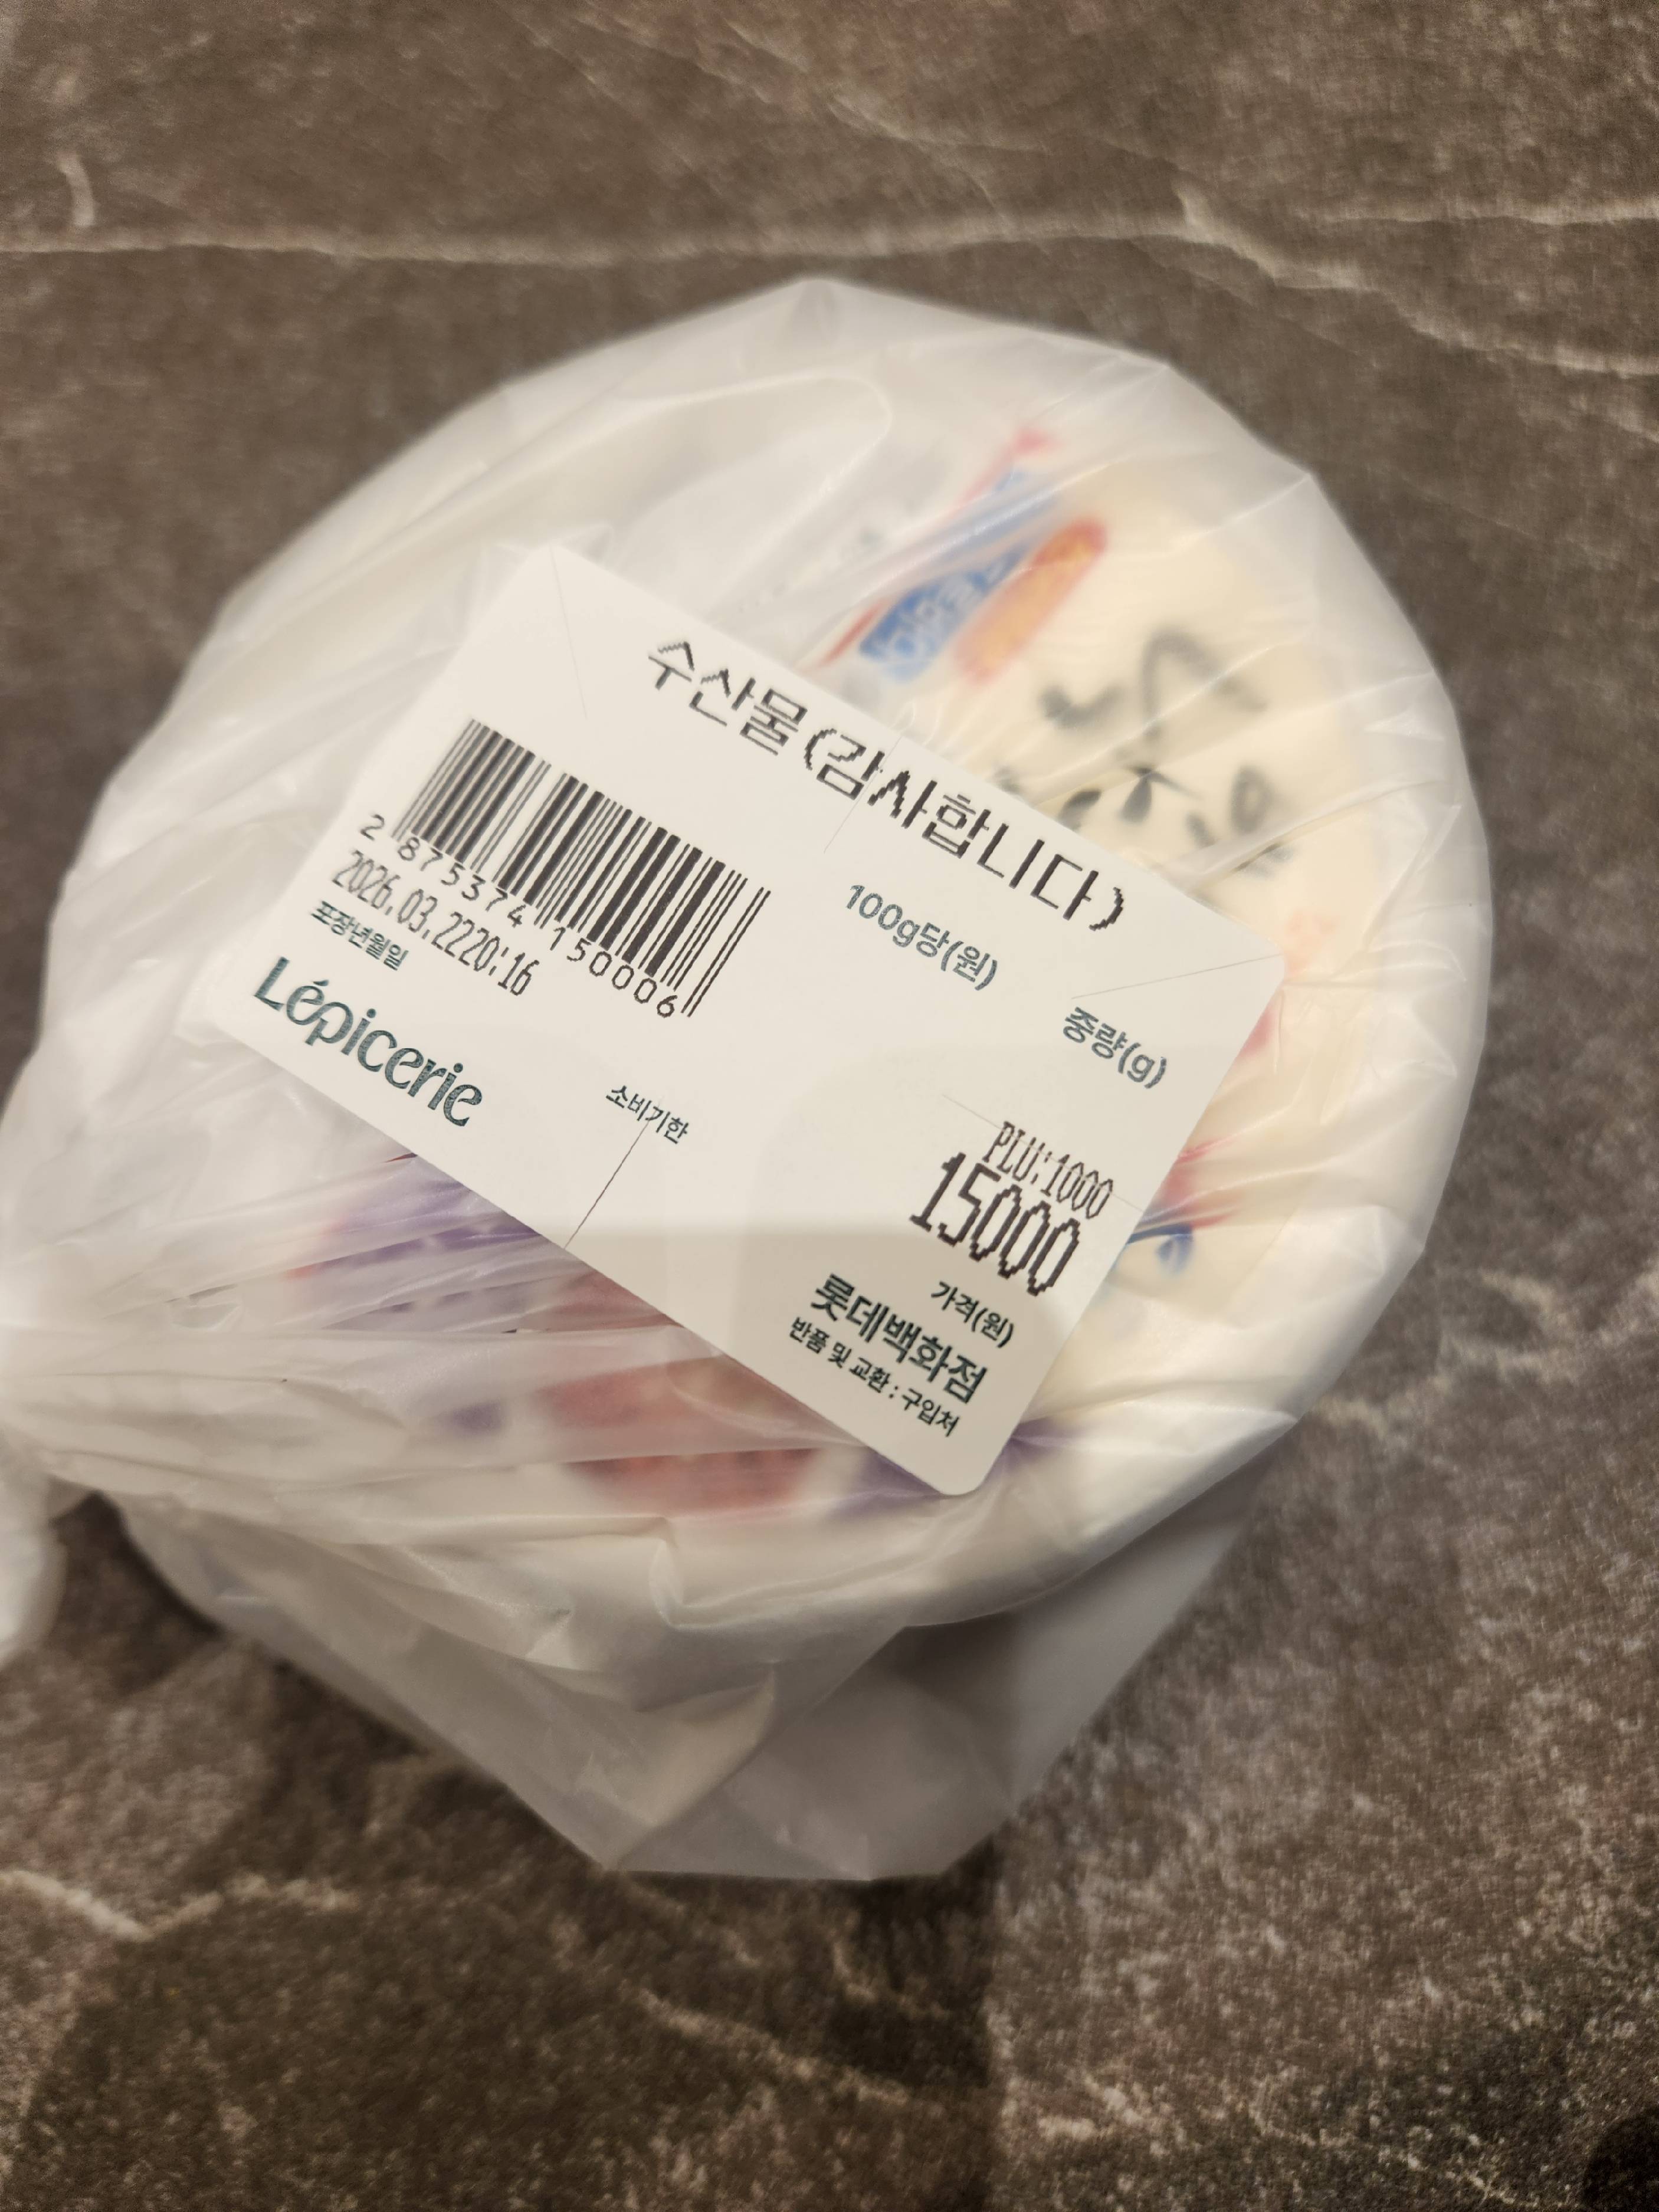 수산물(감사합니다)
2 875374 150006
100g당(원)
중량(g)
2026.03.2220:16
포장년월일
Lépicerie
소비기한
PLU:1000
15000
가격(원)
롯데백화점
반품 및 교환 : 구입처